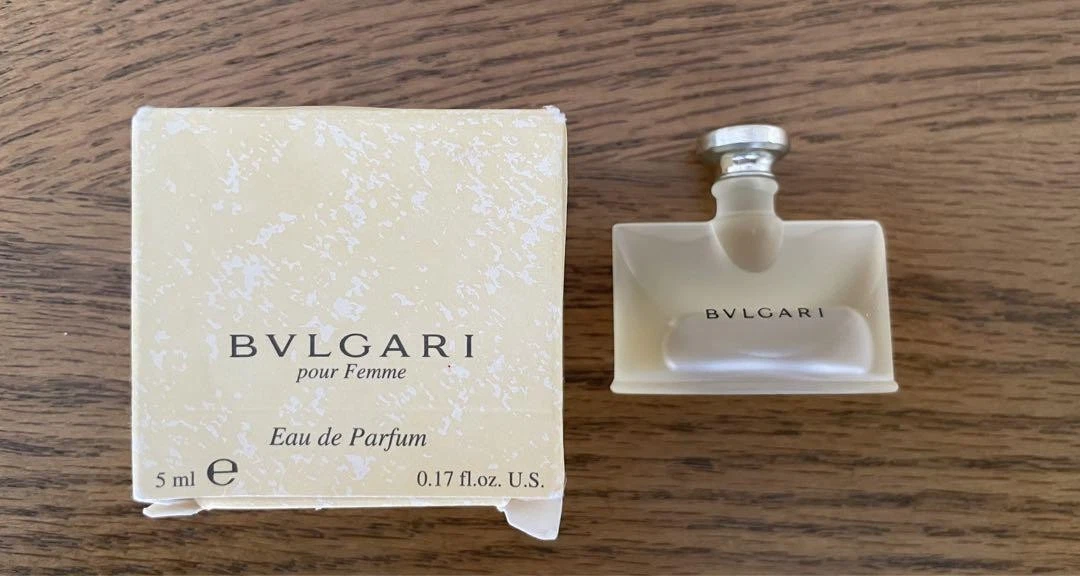 BVLGARI
pour Femme
Eau de Parfum
5 ml ℮ 0.17 fl.oz. U.S.
BVLGARI